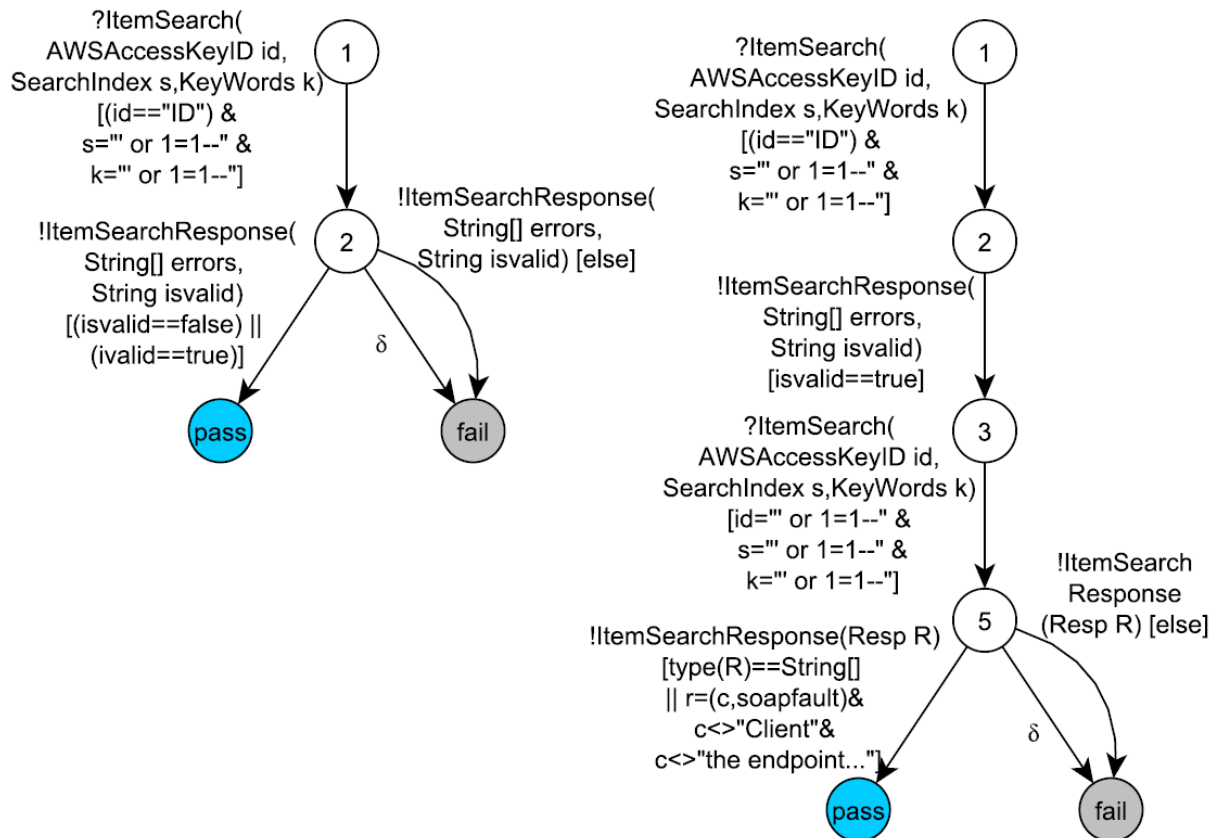 ?ItemSearch(
AWSAccessKeyID id,
SearchIndex s,KeyWords k)
[(id=="ID") &
s="' or 1=1--" &
k="' or 1=1--"]
1
!ItemSearchResponse(
String[] errors,
String isvalid) [else]
!ItemSearchResponse(
String[] errors,
String isvalid)
[(isvalid==false) ||
(ivalid==true)]
2
δ
pass
fail
?ItemSearch(
AWSAccessKeyID id,
SearchIndex s,KeyWords k)
[(id=="ID") &
s="' or 1=1--" &
k="' or 1=1--"]
1
2
!ItemSearchResponse(
String[] errors,
String isvalid)
[isvalid==true]
3
?ItemSearch(
AWSAccessKeyID id,
SearchIndex s,KeyWords k)
[id="' or 1=1--" &
s="' or 1=1--" &
k="' or 1=1--"]
5
!ItemSearch
Response
(Resp R) [else]
!ItemSearchResponse(Resp R)
[type(R)==String[]
|| r=(c,soapfault)&
c<>"Client"&
c<>"the endpoint..."]
δ
pass
fail